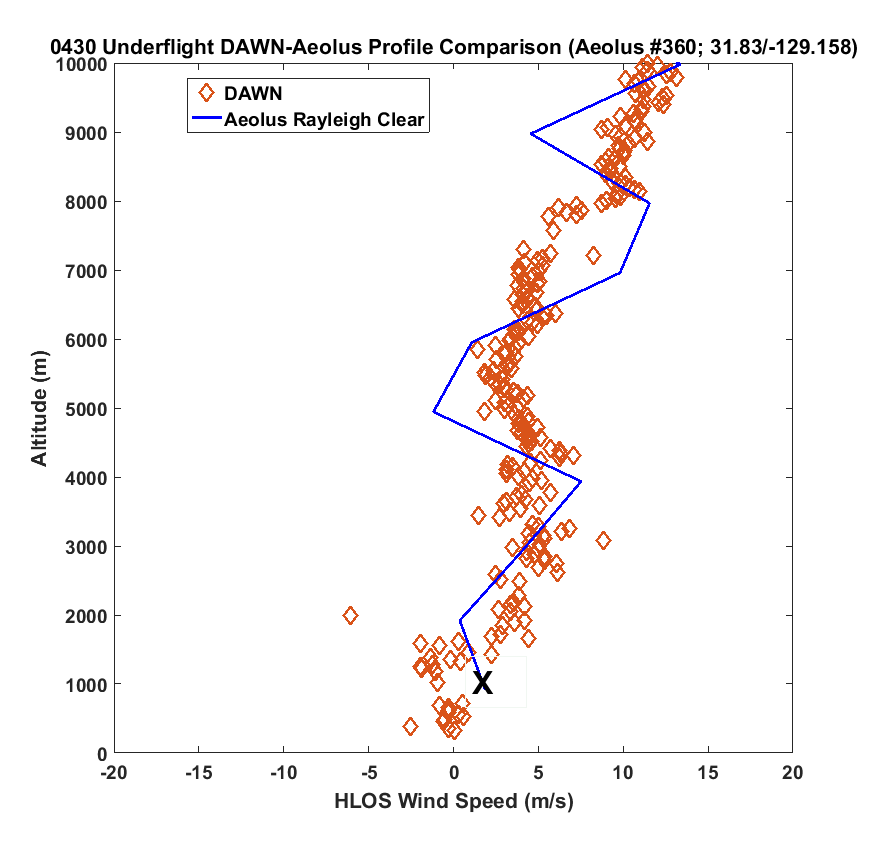 0430 Underflight DAWN-Aeolus Profile Comparison (Aeolus #360; 31.83/-129.158)
DAWN
Aeolus Rayleigh Clear
10000
9000
8000
7000
6000
5000
4000
3000
2000
1000
0
Altitude (m)
X
-20 -15 -10 -5 0 5 10 15 20
HLOS Wind Speed (m/s)